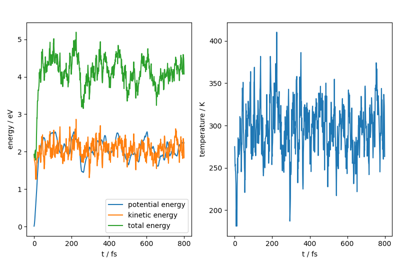 energy / eV
5
4
3
2
1
0
potential energy
kinetic energy
total energy
0 200 400 600 800
t / fs
temperature / K
400
350
300
250
200
0 200 400 600 800
t / fs